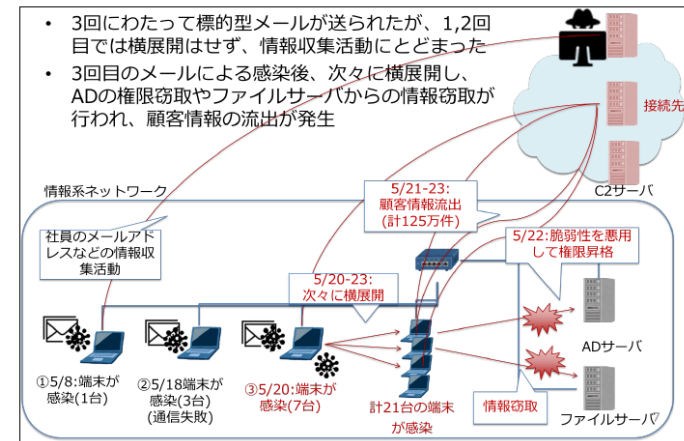 • 3回にわたって標的型メールが送られたが、1,2回
目では横展開はせず、情報収集活動にとどまった
• 3回目のメールによる感染後、次々に横展開し、
ADの権限窃取やファイルサーバからの情報窃取が
行われ、顧客情報の流出が発生
接続先
C2サーバ
情報系ネットワーク
5/21-23:
顧客情報流出
(計125万件)
社員のメールアド
レスなどの情報収
集活動
5/22:脆弱性を悪用
して権限昇格
5/20-23:
次々に横展開
ADサーバ
①5/8:端末が
感染(1台)
②5/18端末が
感染(3台)
(通信失敗)
③5/20:端末が
感染(7台)
計21台の端末
が感染
情報窃取
ファイルサーバ
7